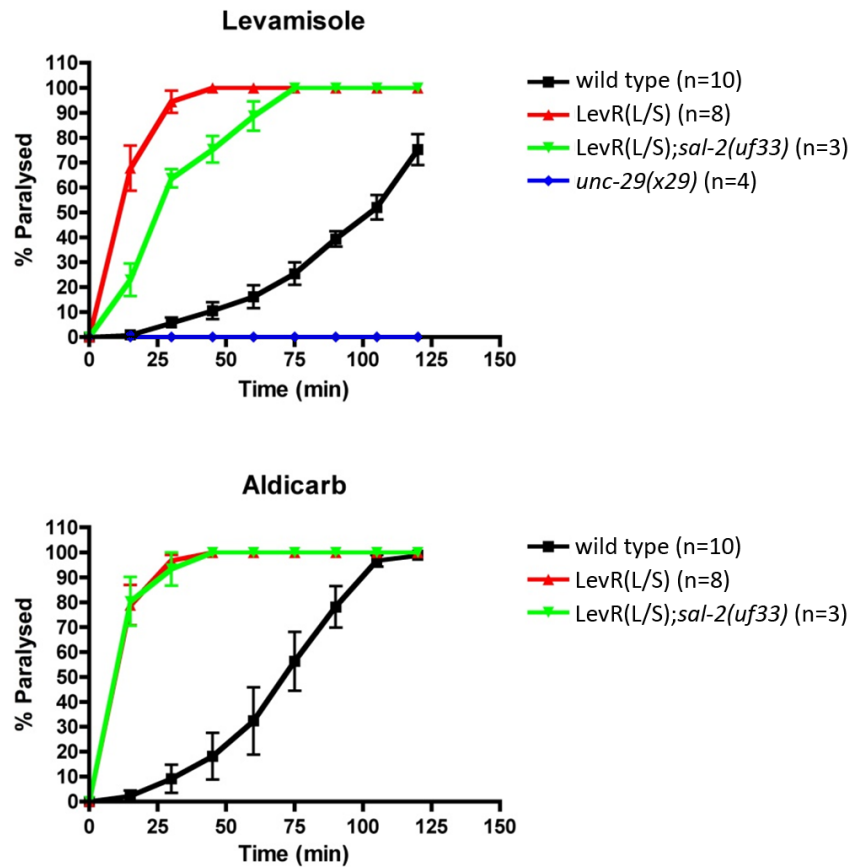 Levamisole
110
100
90
80
70
60
50
40
30
20
10
0
% Paralysed
0 25 50 75 100 125 150
Time (min)
wild type (n=10)
LevR(L/S) (n=8)
LevR(L/S);sal-2(uf33) (n=3)
unc-29(x29) (n=4)
Aldicarb
110
100
90
80
70
60
50
40
30
20
10
0
% Paralysed
0 25 50 75 100 125 150
Time (min)
wild type (n=10)
LevR(L/S) (n=8)
LevR(L/S);sal-2(uf33) (n=3)